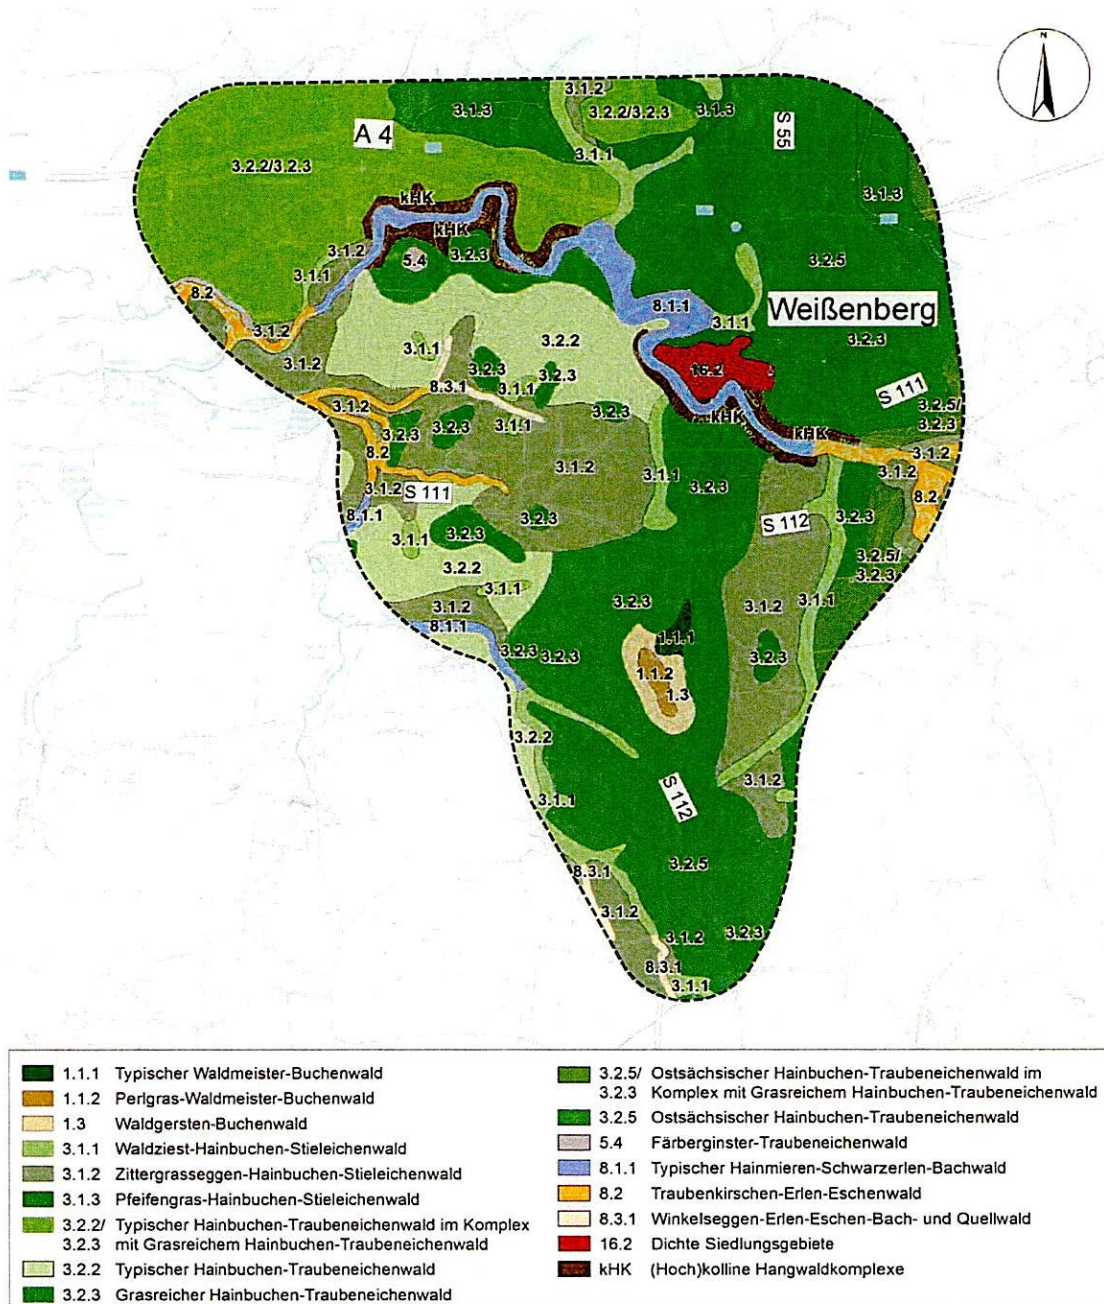 N
3.1.2
3.1.3
3.2.2/3.2.3
3.1.3
A 4
S 55
3.1.1
3.2.2/3.2.3
3.1.3
kHK
kHK
3.1.2
5.4
3.2.3
3.2.5
3.1.1
8.2
8.1.1
Weißenberg
3.1.1
3.1.2
3.1.2
3.1.1
3.2.2
3.2.3
16.2
3.2.3
3.2.3
8.3.1
3.1.1
S 111
3.1.2
3.2.3
3.2.3
3.1.1
kHK
3.2.5/
3.2.3
kHK
3.2.3
8.2
3.1.2
3.1.2
3.1.2
3.1.2
S 111
3.1.1
3.2.3
8.2
8.1.1
3.2.3
S 112
3.2.3
3.1.1
3.2.3
3.2.5/
3.2.3
3.2.2
3.1.1
3.1.2
8.1.1
3.2.3
3.1.2
3.1.1
1.1.1
3.2.3
3.2.3
3.2.3
1.1.2
1.3
3.2.2
3.1.2
S 112
3.1.1
3.2.5
8.3.1
3.1.2
3.1.2
3.2.3
8.3.1
3.1.1
1.1.1 Typischer Waldmeister-Buchenwald
1.1.2 Perlgras-Waldmeister-Buchenwald
1.3 Waldgersten-Buchenwald
3.1.1 Waldziest-Hainbuchen-Stieleichenwald
3.1.2 Zittergrasseggen-Hainbuchen-Stieleichenwald
3.1.3 Pfeifengras-Hainbuchen-Stieleichenwald
3.2.2/ Typischer Hainbuchen-Traubeneichenwald im Komplex
3.2.3 mit Grasreichem Hainbuchen-Traubeneichenwald
3.2.2 Typischer Hainbuchen-Traubeneichenwald
3.2.3 Grasreicher Hainbuchen-Traubeneichenwald
3.2.5/ Ostsächsischer Hainbuchen-Traubeneichenwald im
3.2.3 Komplex mit Grasreichem Hainbuchen-Traubeneichenwald
3.2.5 Ostsächsischer Hainbuchen-Traubeneichenwald
5.4 Färberginster-Traubeneichenwald
8.1.1 Typischer Hainmieren-Schwarzerlen-Bachwald
8.2 Traubenkirschen-Erlen-Eschenwald
8.3.1 Winkelseggen-Erlen-Eschen-Bach- und Quellwald
16.2 Dichte Siedlungsgebiete
kHK (Hoch)kolline Hangwaldkomplexe